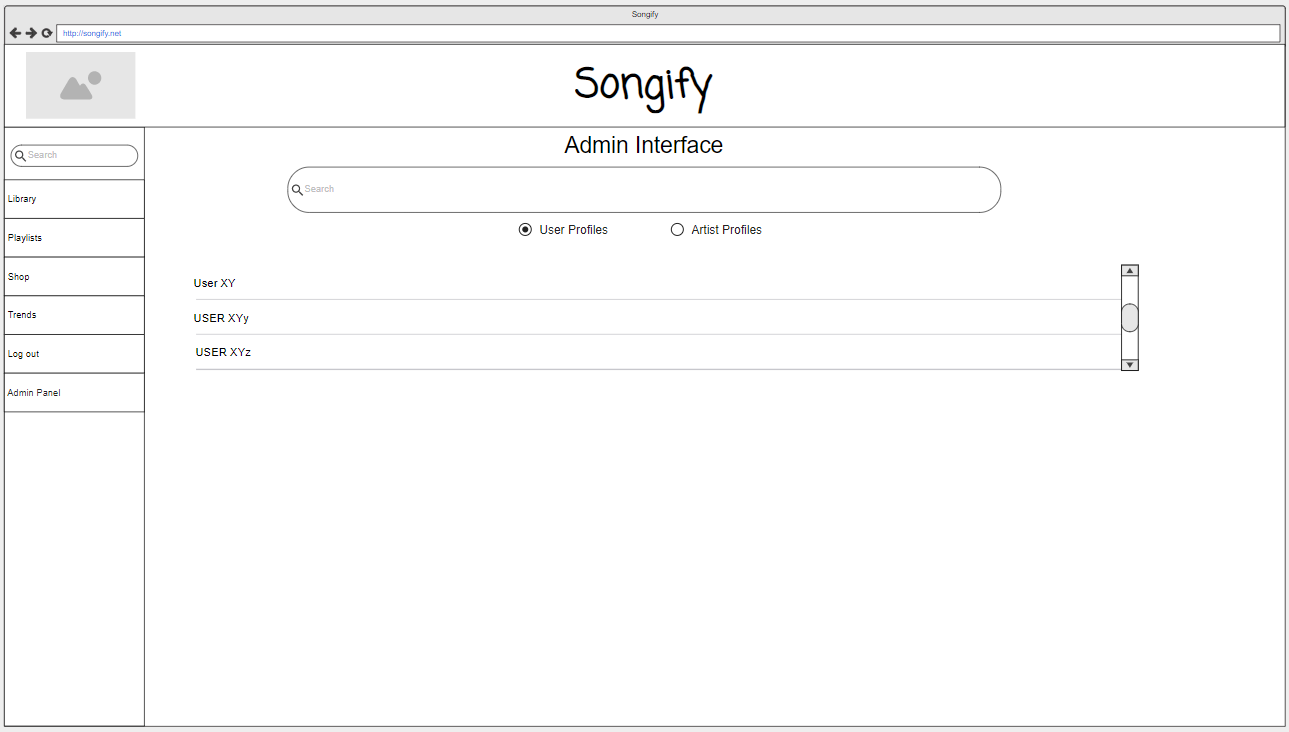 Songify
http://songify.net
Songify
Search
Library
Playlists
Shop
Trends
Log out
Admin Panel
Admin Interface
Search
User Profiles
Artist Profiles
User XY
USER XYy
USER XYz